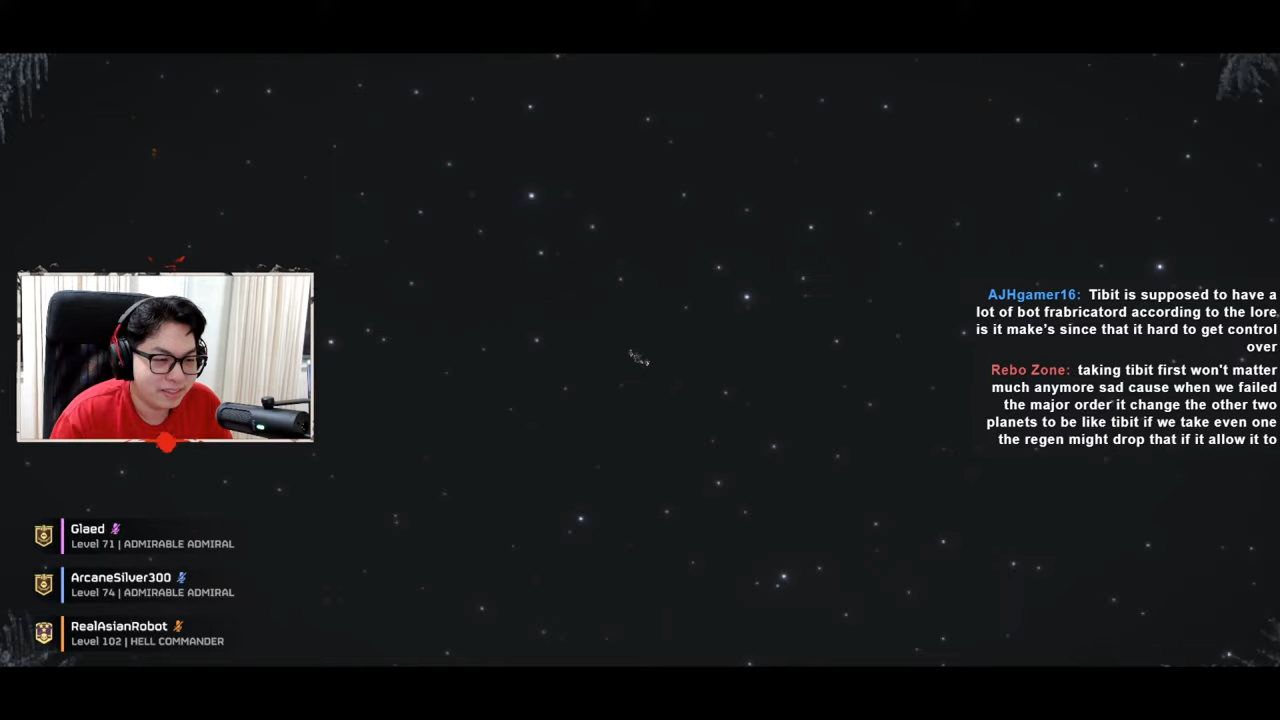 AJHgamer16: Tibit is supposed to have a
lot of bot frabricatord according to the lore
is it make's since that it hard to get control
over
Rebo Zone: taking tibit first won't matter
much anymore sad cause when we failed
the major order it change the other two
planets to be like tibit if we take even one
the regen might drop that if it allow it to
Glaed
Level 71 | ADMIRABLE ADMIRAL
ArcaneSilver300
Level 74 | ADMIRABLE ADMIRAL
RealAsianRobot
Level 102 | HELL COMMANDER